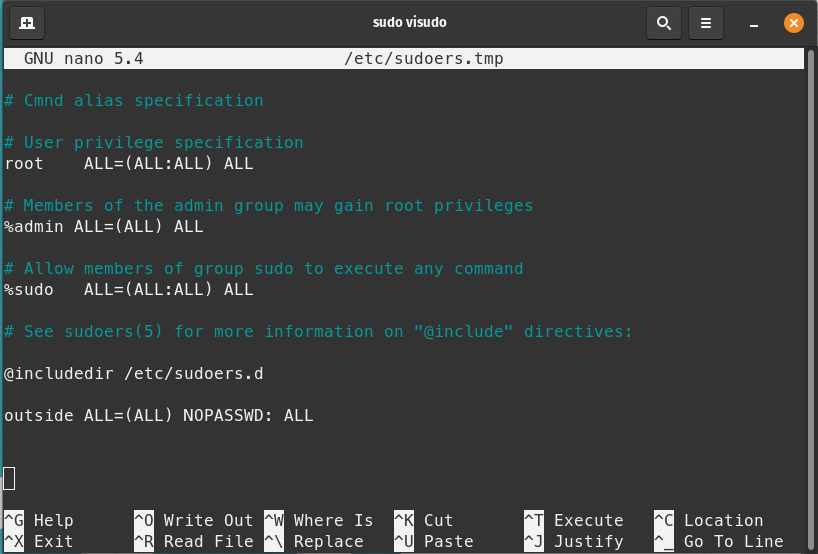 sudo visudo
GNU nano 5.4 /etc/sudoers.tmp
# Cmnd alias specification
# User privilege specification
root    ALL=(ALL:ALL) ALL
# Members of the admin group may gain root privileges
%admin ALL=(ALL) ALL
# Allow members of group sudo to execute any command
%sudo   ALL=(ALL:ALL) ALL
# See sudoers(5) for more information on "@include" directives:
@includedir /etc/sudoers.d
outside ALL=(ALL) NOPASSWD: ALL
^G Help ^O Write Out ^W Where Is ^K Cut ^T Execute ^C Location
^X Exit ^R Read File ^\ Replace ^U Paste ^J Justify ^_ Go To Line